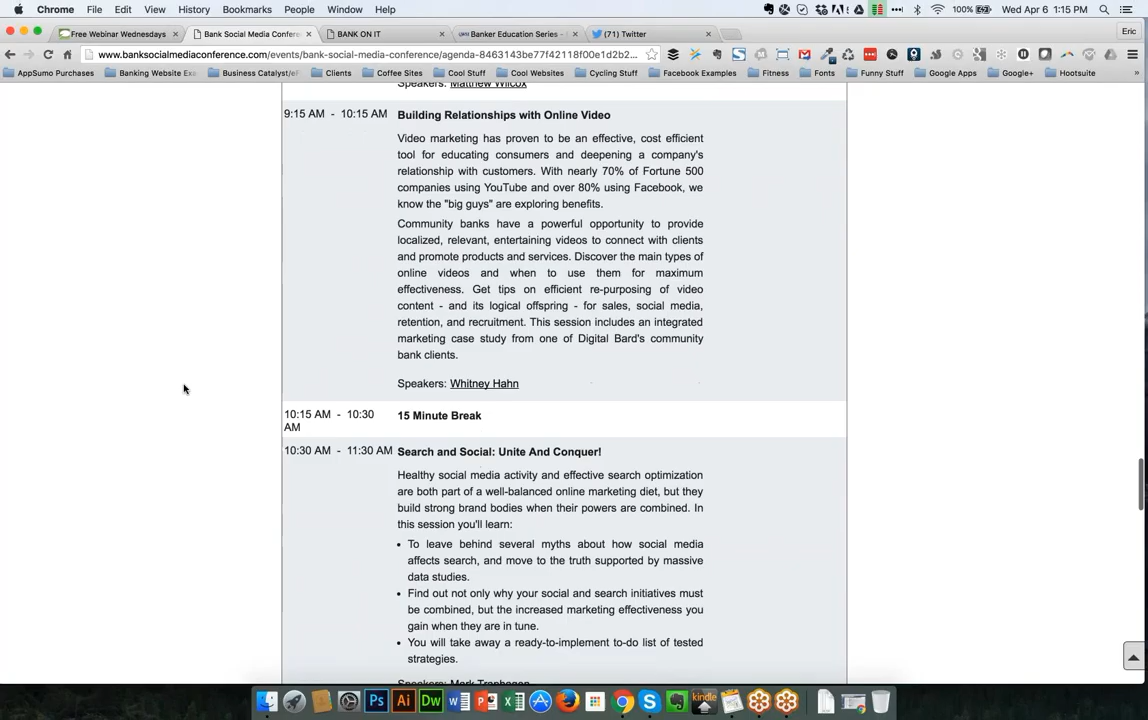 Chrome File Edit View History Bookmarks People Window Help 100% Wed Apr 6 1:15 PM
Free Webinar Wednesdays Bank Social Media Confere BANK ON IT Banker Education Series - (71) Twitter Eric
www.banksocialmediaconference.com/events/bank-social-media-conference/agenda-8463143be77f42118f00e1d2b2...
AppSumo Purchases Banking Website Exa Business Catalyst/eF Clients Coffee Sites Cool Stuff Cool Websites Cycling Stuff Facebook Examples Fitness Fonts Funny Stuff Google Apps Google+ Hootsuite »
Speakers: Matthew Wilcox
9:15 AM - 10:15 AM Building Relationships with Online Video
Video marketing has proven to be an effective, cost efficient
tool for educating consumers and deepening a company's
relationship with customers. With nearly 70% of Fortune 500
companies using YouTube and over 80% using Facebook, we
know the "big guys" are exploring benefits.
Community banks have a powerful opportunity to provide
localized, relevant, entertaining videos to connect with clients
and promote products and services. Discover the main types of
online videos and when to use them for maximum
effectiveness. Get tips on efficient re-purposing of video
content - and its logical offspring - for sales, social media,
retention, and recruitment. This session includes an integrated
marketing case study from one of Digital Bard's community
bank clients.
Speakers: Whitney Hahn
10:15 AM - 10:30 15 Minute Break
AM
10:30 AM - 11:30 AM Search and Social: Unite And Conquer!
Healthy social media activity and effective search optimization
are both part of a well-balanced online marketing diet, but they
build strong brand bodies when their powers are combined. In
this session you'll learn:
• To leave behind several myths about how social media
affects search, and move to the truth supported by massive
data studies.
• Find out not only why your social and search initiatives must
be combined, but the increased marketing effectiveness you
gain when they are in tune.
• You will take away a ready-to-implement to-do list of tested
strategies.
Speakers: Mark Traphagen
Ps Ai Dw kindle